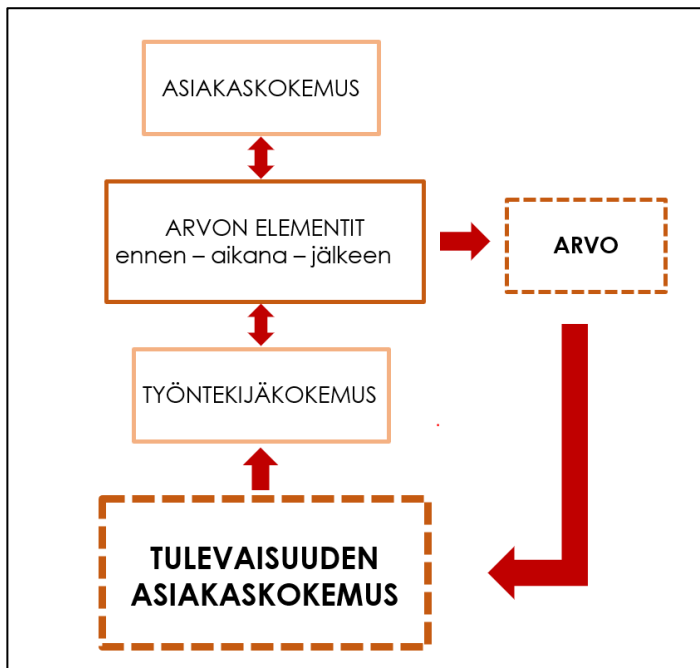 ASIAKASKOKEMUS
ARVON ELEMENTIT
ennen – aikana – jälkeen
ARVO
TYÖNTEKIJÄKOKEMUS
TULEVAISUUDEN
ASIAKASKOKEMUS